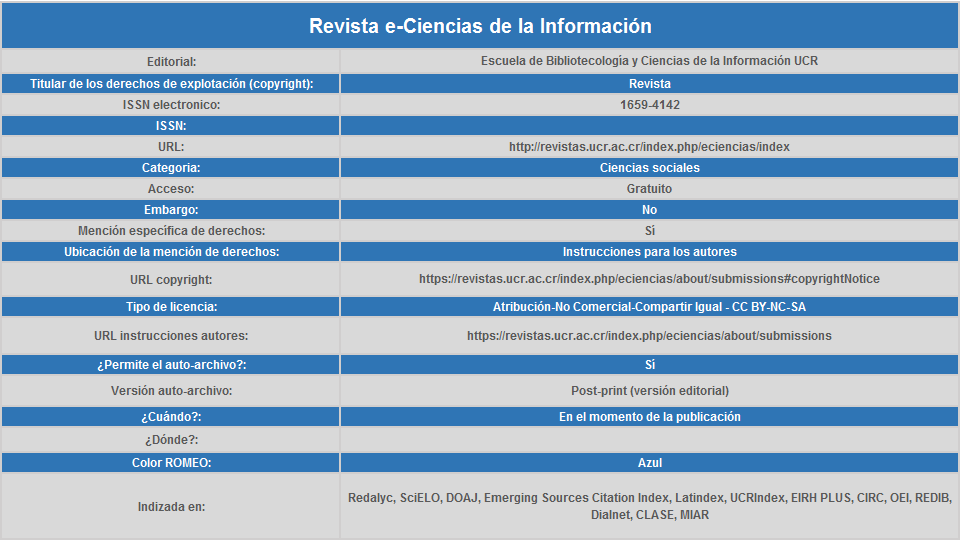 Revista e-Ciencias de la Información
Editorial: Escuela de Bibliotecología y Ciencias de la Información UCR
Titular de los derechos de explotación (copyright): Revista
ISSN electronico: 1659-4142
ISSN:
URL: http://revistas.ucr.ac.cr/index.php/eciencias/index
Categoria: Ciencias sociales
Acceso: Gratuito
Embargo: No
Mención específica de derechos: Sí
Ubicación de la mención de derechos: Instrucciones para los autores
URL copyright: https://revistas.ucr.ac.cr/index.php/eciencias/about/submissions#copyrightNotice
Tipo de licencia: Atribución-No Comercial-Compartir Igual - CC BY-NC-SA
URL instrucciones autores: https://revistas.ucr.ac.cr/index.php/eciencias/about/submissions
¿Permite el auto-archivo?: Sí
Versión auto-archivo: Post-print (versión editorial)
¿Cuándo?: En el momento de la publicación
¿Dónde?:
Color ROMEO: Azul
Indizada en: Redalyc, SciELO, DOAJ, Emerging Sources Citation Index, Latindex, UCRIndex, EIRH PLUS, CIRC, OEI, REDIB,
Dialnet, CLASE, MIAR